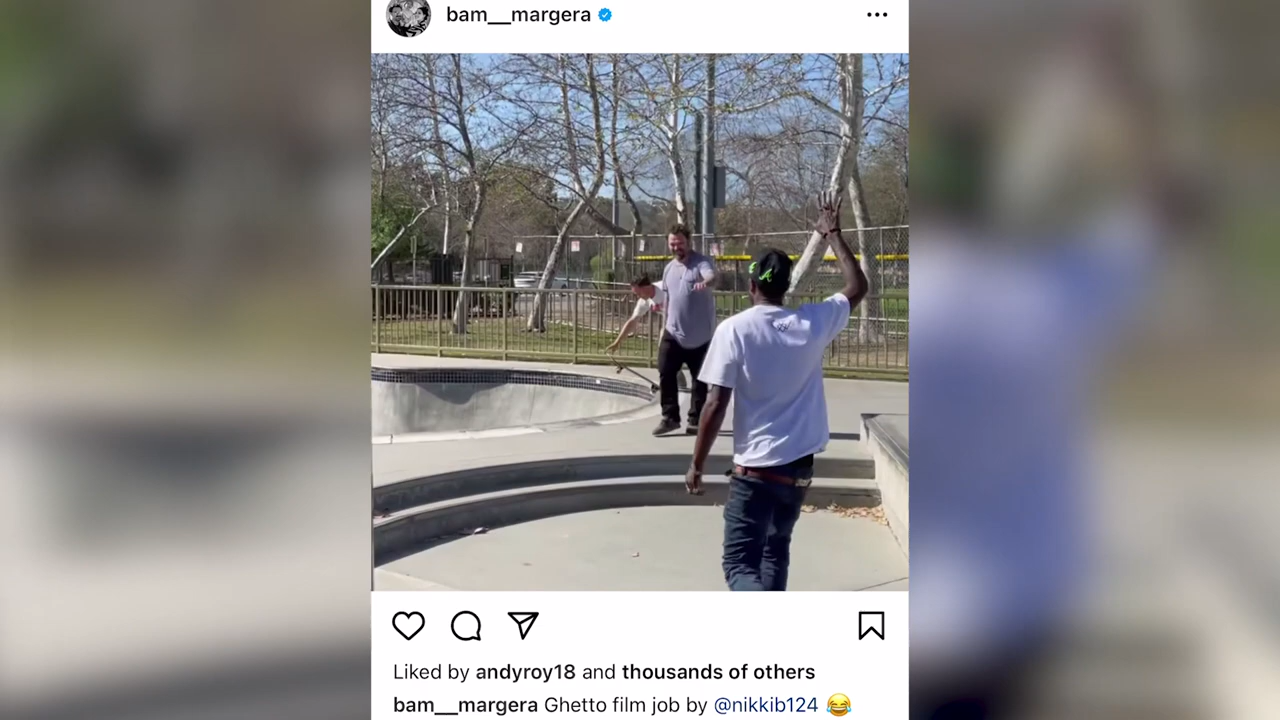 bam__margera
Liked by andyroy18 and thousands of others
bam__margera Ghetto film job by @nikkib124 😂